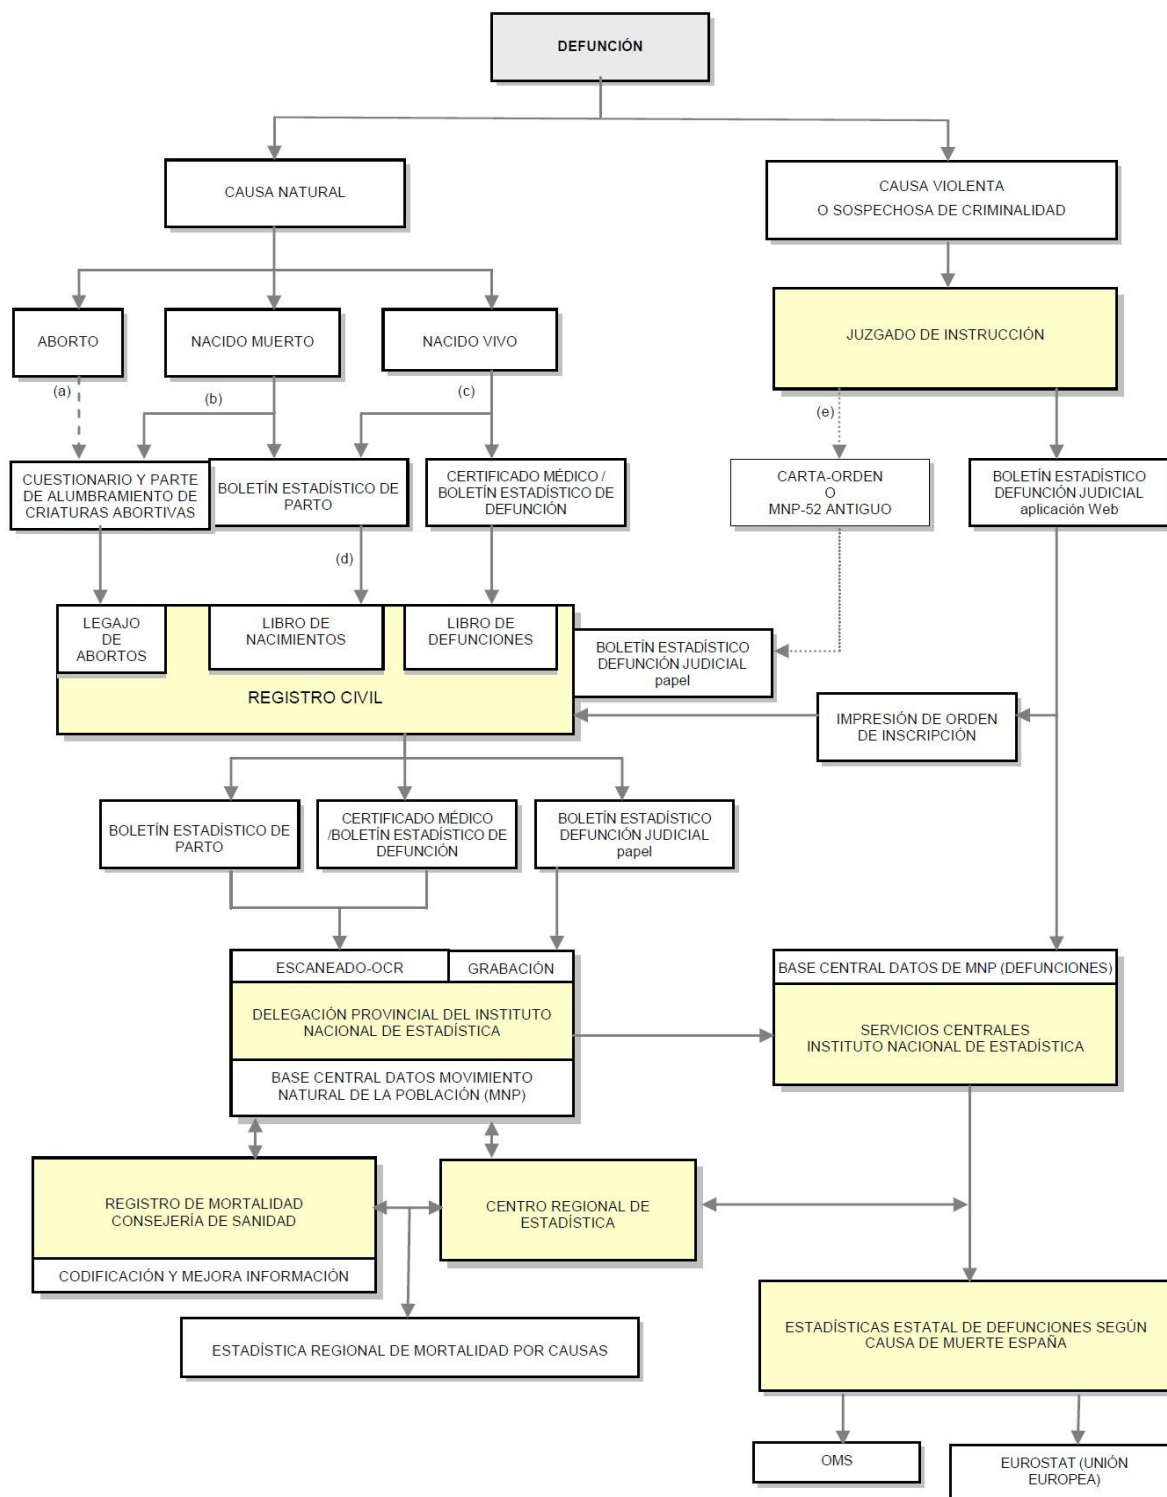 DEFUNCIÓN
CAUSA NATURAL
CAUSA VIOLENTA
O SOSPECHOSA DE CRIMINALIDAD
ABORTO
NACIDO MUERTO
NACIDO VIVO
JUZGADO DE INSTRUCCIÓN
(a)
(b)
(c)
(e)
CUESTIONARIO Y PARTE
DE ALUMBRAMIENTO DE
CRIATURAS ABORTIVAS
BOLETÍN ESTADÍSTICO DE
PARTO
CERTIFICADO MÉDICO /
BOLETÍN ESTADÍSTICO DE
DEFUNCIÓN
CARTA-ORDEN
O
MNP-52 ANTIGUO
BOLETÍN ESTADÍSTICO
DEFUNCIÓN JUDICIAL
aplicación Web
(d)
LEGAJO
DE
ABORTOS
LIBRO DE
NACIMIENTOS
LIBRO DE
DEFUNCIONES
REGISTRO CIVIL
BOLETÍN ESTADÍSTICO
DEFUNCIÓN JUDICIAL
papel
IMPRESIÓN DE ORDEN
DE INSCRIPCIÓN
BOLETÍN ESTADÍSTICO DE
PARTO
CERTIFICADO MÉDICO
/BOLETÍN ESTADÍSTICO DE
DEFUNCIÓN
BOLETÍN ESTADÍSTICO
DEFUNCIÓN JUDICIAL
papel
ESCANEADO-OCR
GRABACIÓN
DELEGACIÓN PROVINCIAL DEL INSTITUTO
NACIONAL DE ESTADÍSTICA
BASE CENTRAL DATOS MOVIMIENTO
NATURAL DE LA POBLACIÓN (MNP)
BASE CENTRAL DATOS DE MNP (DEFUNCIONES)
SERVICIOS CENTRALES
INSTITUTO NACIONAL DE ESTADÍSTICA
REGISTRO DE MORTALIDAD
CONSEJERÍA DE SANIDAD
CODIFICACIÓN Y MEJORA INFORMACIÓN
CENTRO REGIONAL DE
ESTADÍSTICA
ESTADÍSTICA REGIONAL DE MORTALIDAD POR CAUSAS
ESTADÍSTICAS ESTATAL DE DEFUNCIONES SEGÚN
CAUSA DE MUERTE ESPAÑA
OMS
EUROSTAT (UNIÓN
EUROPEA)